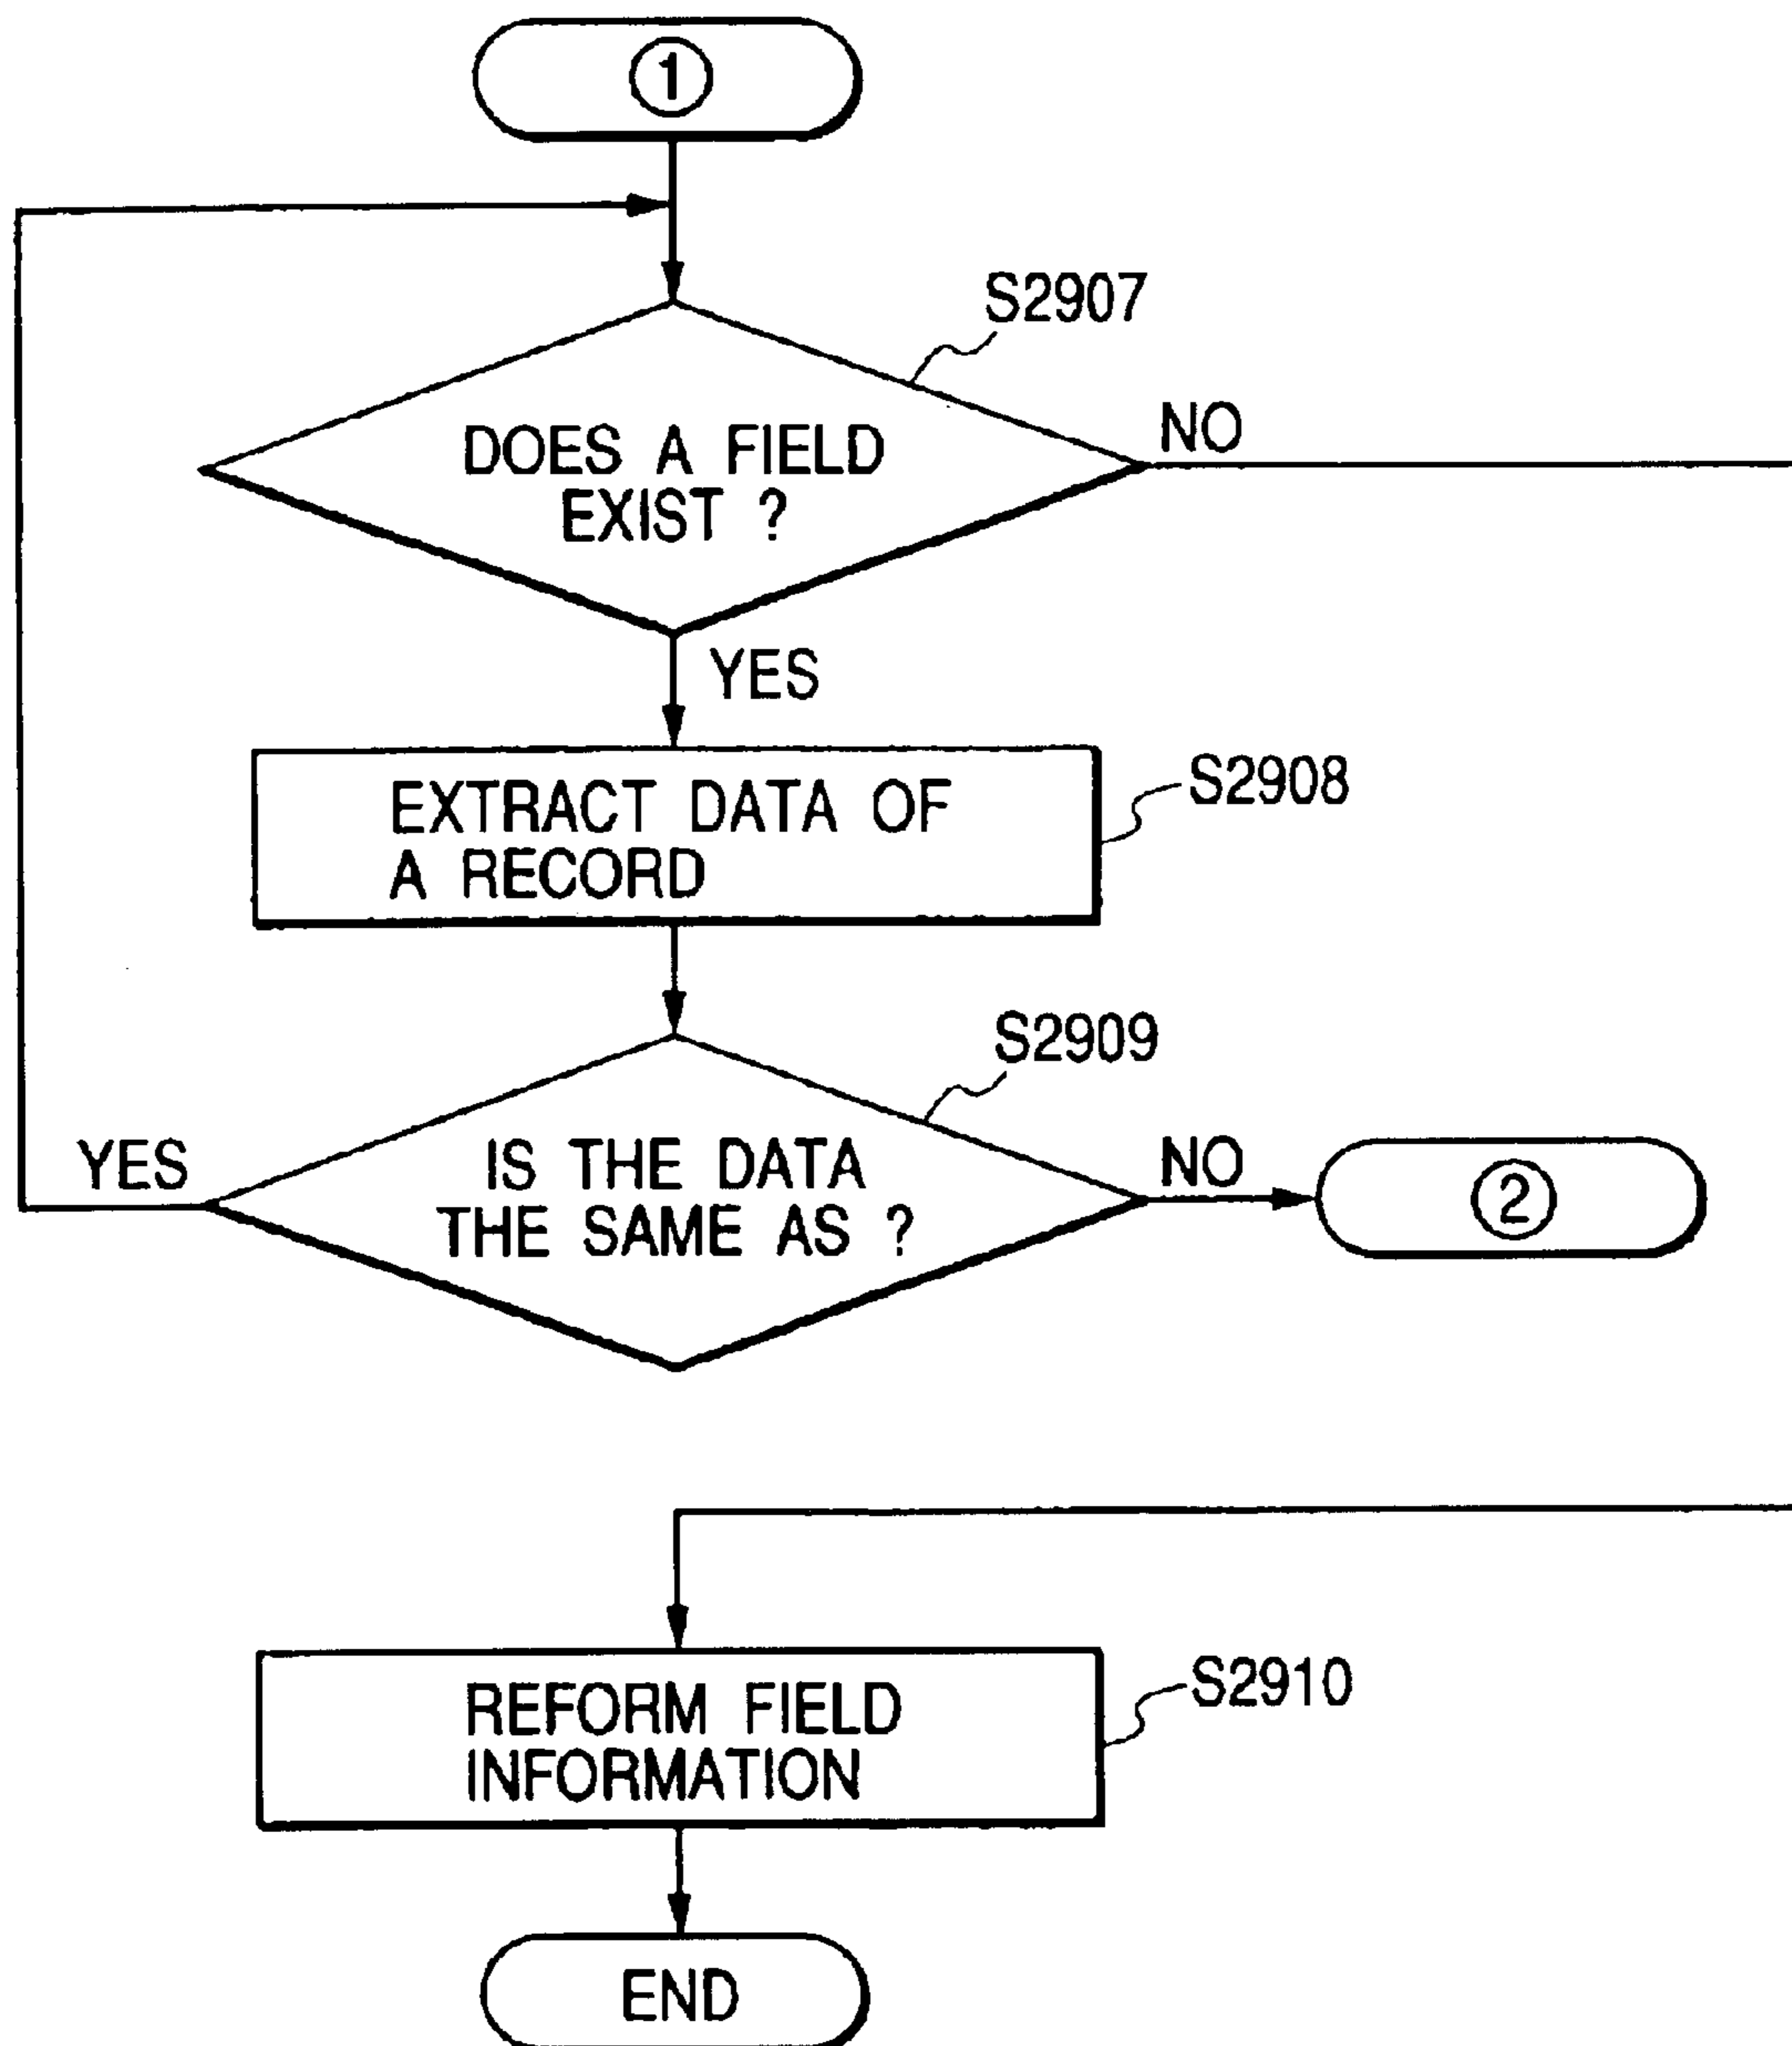 1
S2907
NO
DOES A FIELD
EXIST ?
YES
EXTRACT DATA OF
A RECORD
S2908
S2909
YES
IS THE DATA
THE SAME AS ?
NO
2
REFORM FIELD
INFORMATION
S2910
END